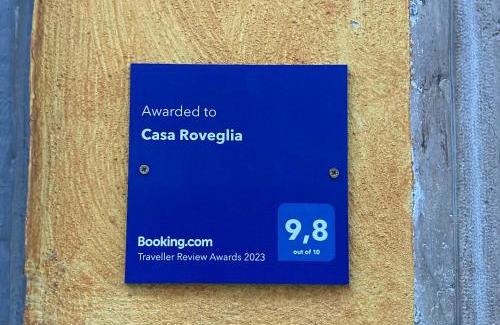 Awarded to
Casa Roveglia
Booking.com
Traveller Review Awards 2023
9,8
out of 10